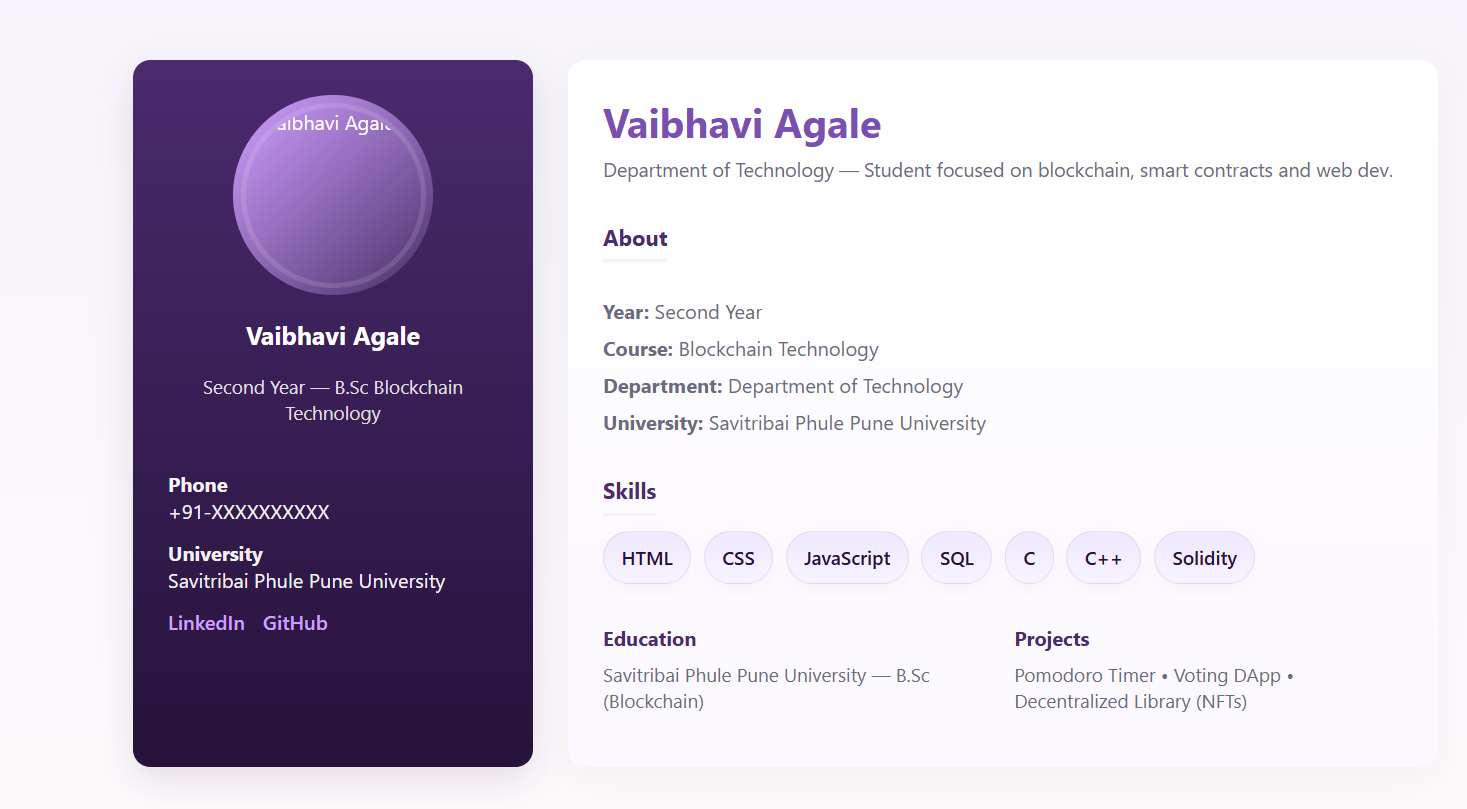 aibhavi Agale
Vaibhavi Agale
Second Year — B.Sc Blockchain
Technology
Phone
+91-XXXXXXXXXX
University
Savitribai Phule Pune University
LinkedIn GitHub
Vaibhavi Agale
Department of Technology — Student focused on blockchain, smart contracts and web dev.
About
Year: Second Year
Course: Blockchain Technology
Department: Department of Technology
University: Savitribai Phule Pune University
Skills
HTML CSS JavaScript SQL C C++ Solidity
Education
Savitribai Phule Pune University — B.Sc
(Blockchain)
Projects
Pomodoro Timer • Voting DApp •
Decentralized Library (NFTs)